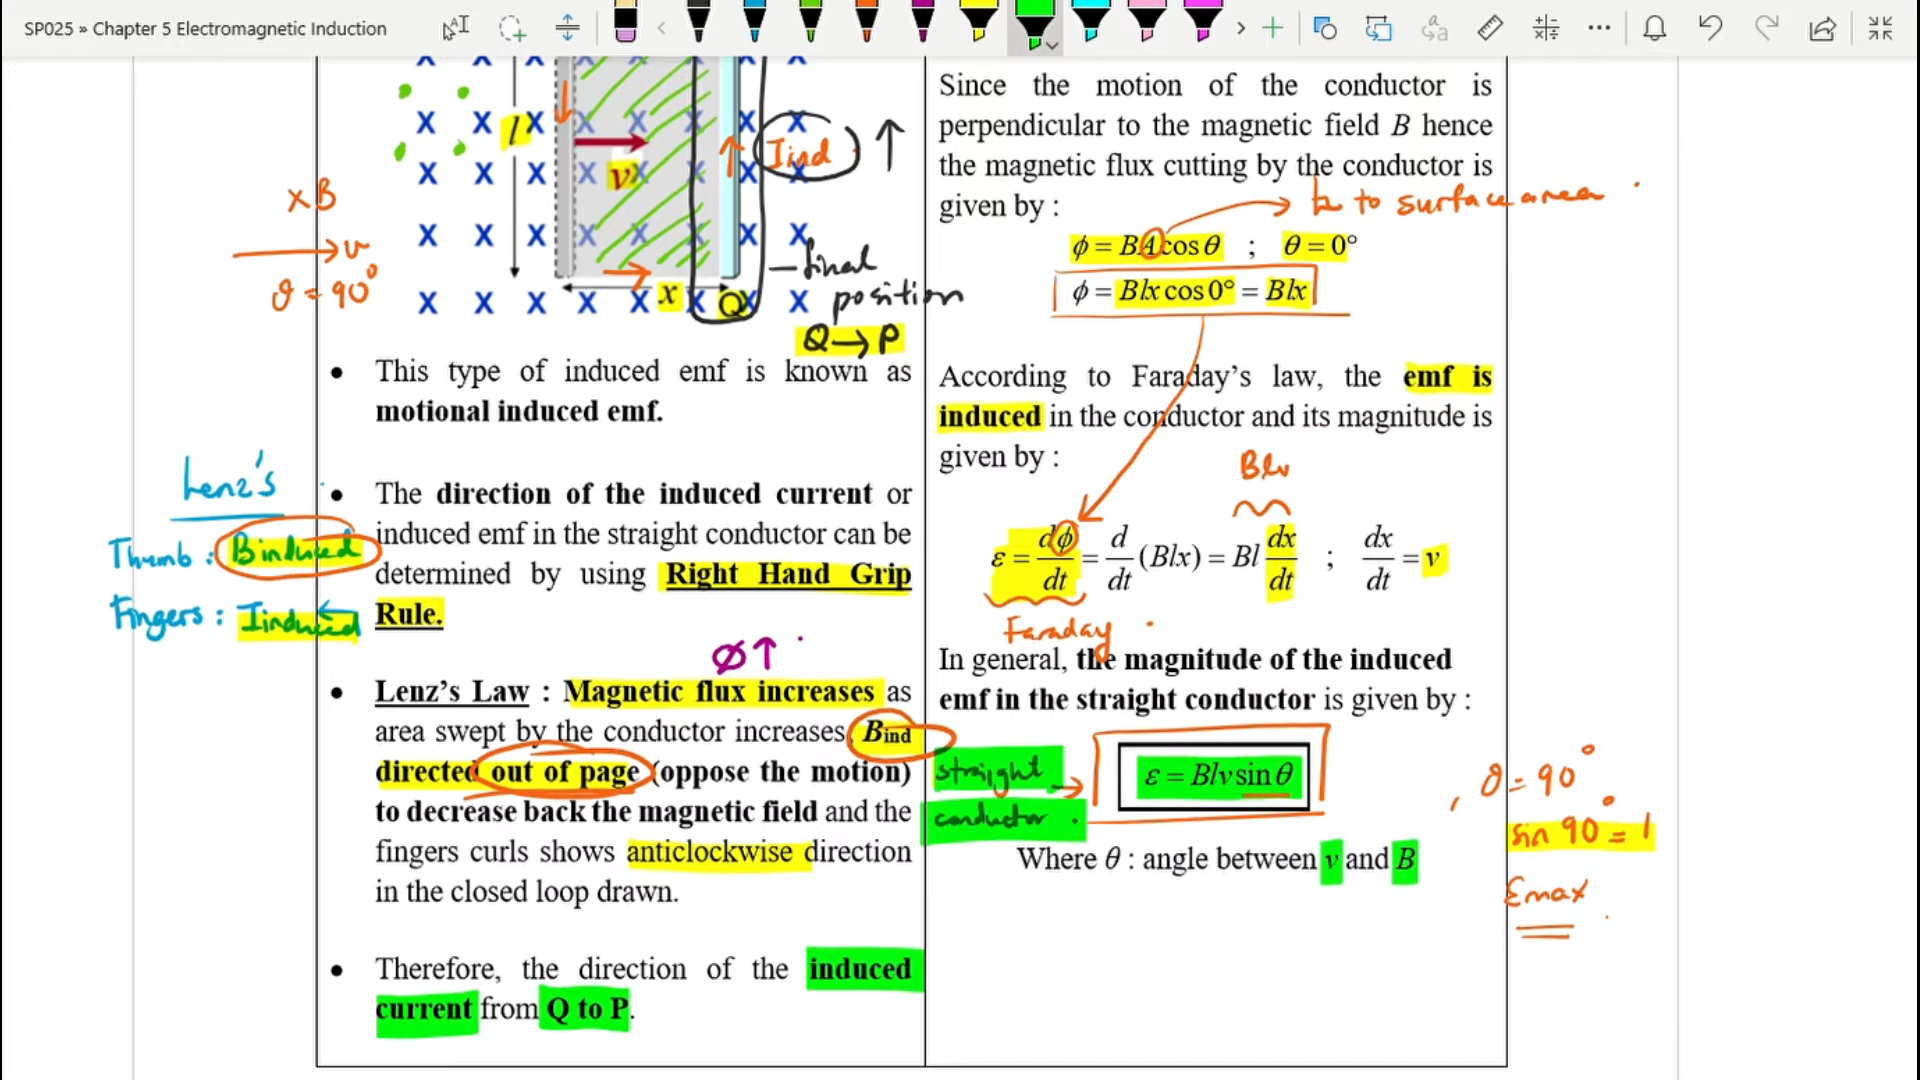 SP025 » Chapter 5 Electromagnetic Induction
X X X X X X X
X X l X X X X X X
Iind ↑
X X X v X X X X
X B
v
θ = 90°
X X X X X X X X
final
position
X X X X X x X Q X X
Q → P
• This type of induced emf is known as
motional induced emf.
Lenz's
Thumb : B induced
Fingers : I induced
• The direction of the induced current or
induced emf in the straight conductor can be
determined by using Right Hand Grip
Rule.
Ø ↑
• Lenz’s Law : Magnetic flux increases as
area swept by the conductor increases, Bind
directed out of page (oppose the motion)
to decrease back the magnetic field and the
fingers curls shows anticlockwise direction
in the closed loop drawn.
• Therefore, the direction of the induced
current from Q to P.
Since the motion of the conductor is
perpendicular to the magnetic field B hence
the magnetic flux cutting by the conductor is
given by :
to surface area
ϕ = BA cos θ ; θ = 0°
ϕ = Blx cos 0° = Blx
According to Faraday’s law, the emf is
induced in the conductor and its magnitude is
given by :
Blv
ε = dϕ/dt = d/dt (Blx) = Bl dx/dt ; dx/dt = v
Faraday
In general, the magnitude of the induced
emf in the straight conductor is given by :
straight
conductor
ε = Blv sin θ
θ = 90°
sin 90° = 1
Ɛmax
Where θ : angle between v and B